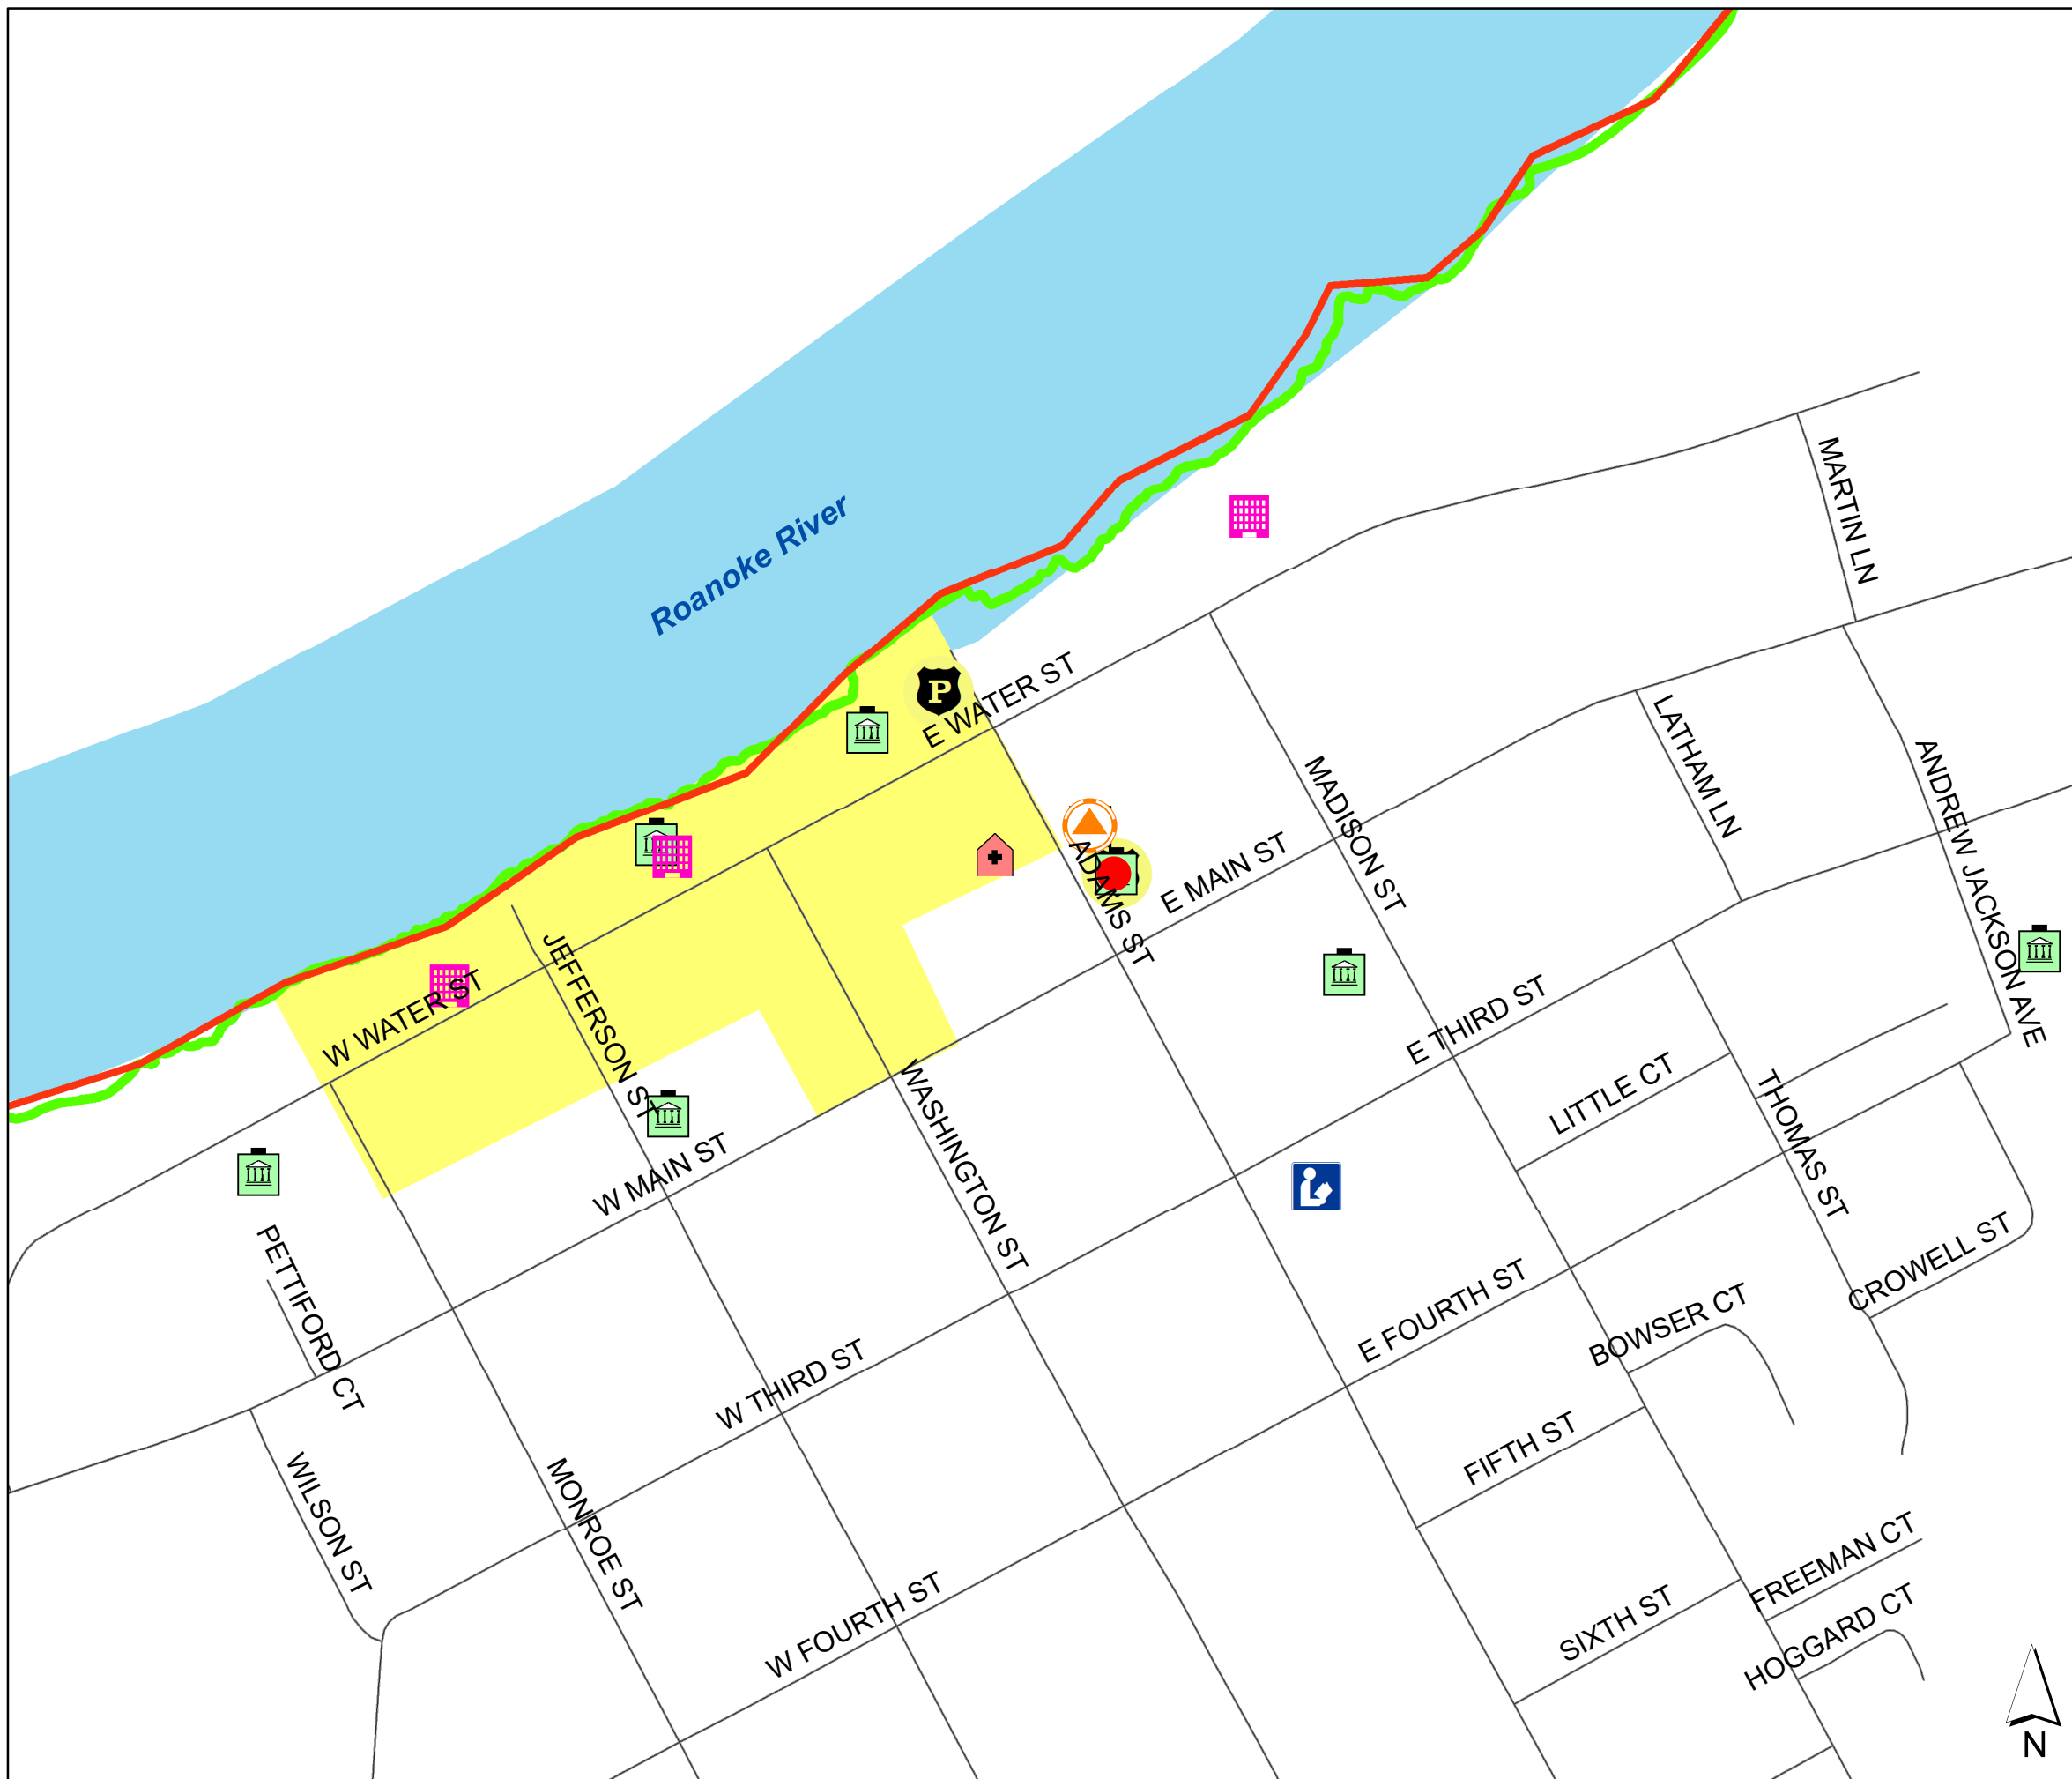 MARTIN LN
Roanoke River
P
E WATER ST
LATHAM LN
ANDREW JACKSON AVE
MADISON ST
ADAMS ST
E MAIN ST
JEFFERSON ST
W WATER ST
E THIRD ST
LITTLE CT
THOMAS ST
WASHINGTON ST
W MAIN ST
PETTIFORD CT
CROWELL ST
E FOURTH ST
BOWSER CT
W THIRD ST
FIFTH ST
WILSON ST
MONROE ST
FREEMAN CT
W FOURTH ST
SIXTH ST
HOGGARD CT
N